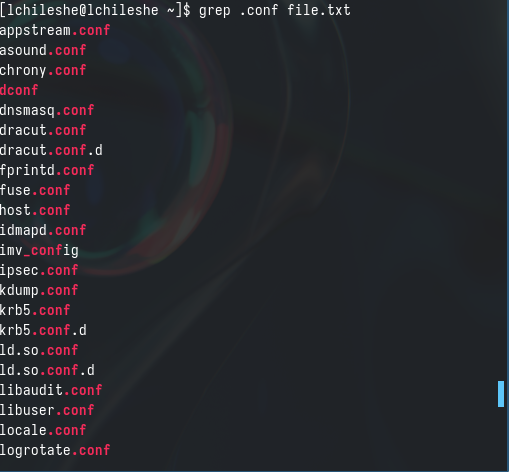 [lchileshe@lchileshe ~]$ grep .conf file.txt
appstream.conf
asound.conf
chrony.conf
dconf
dnsmasq.conf
dracut.conf
dracut.conf.d
fprintd.conf
fuse.conf
host.conf
idmapd.conf
imv_config
ipsec.conf
kdump.conf
krb5.conf
krb5.conf.d
ld.so.conf
ld.so.conf.d
libaudit.conf
libuser.conf
locale.conf
logrotate.conf